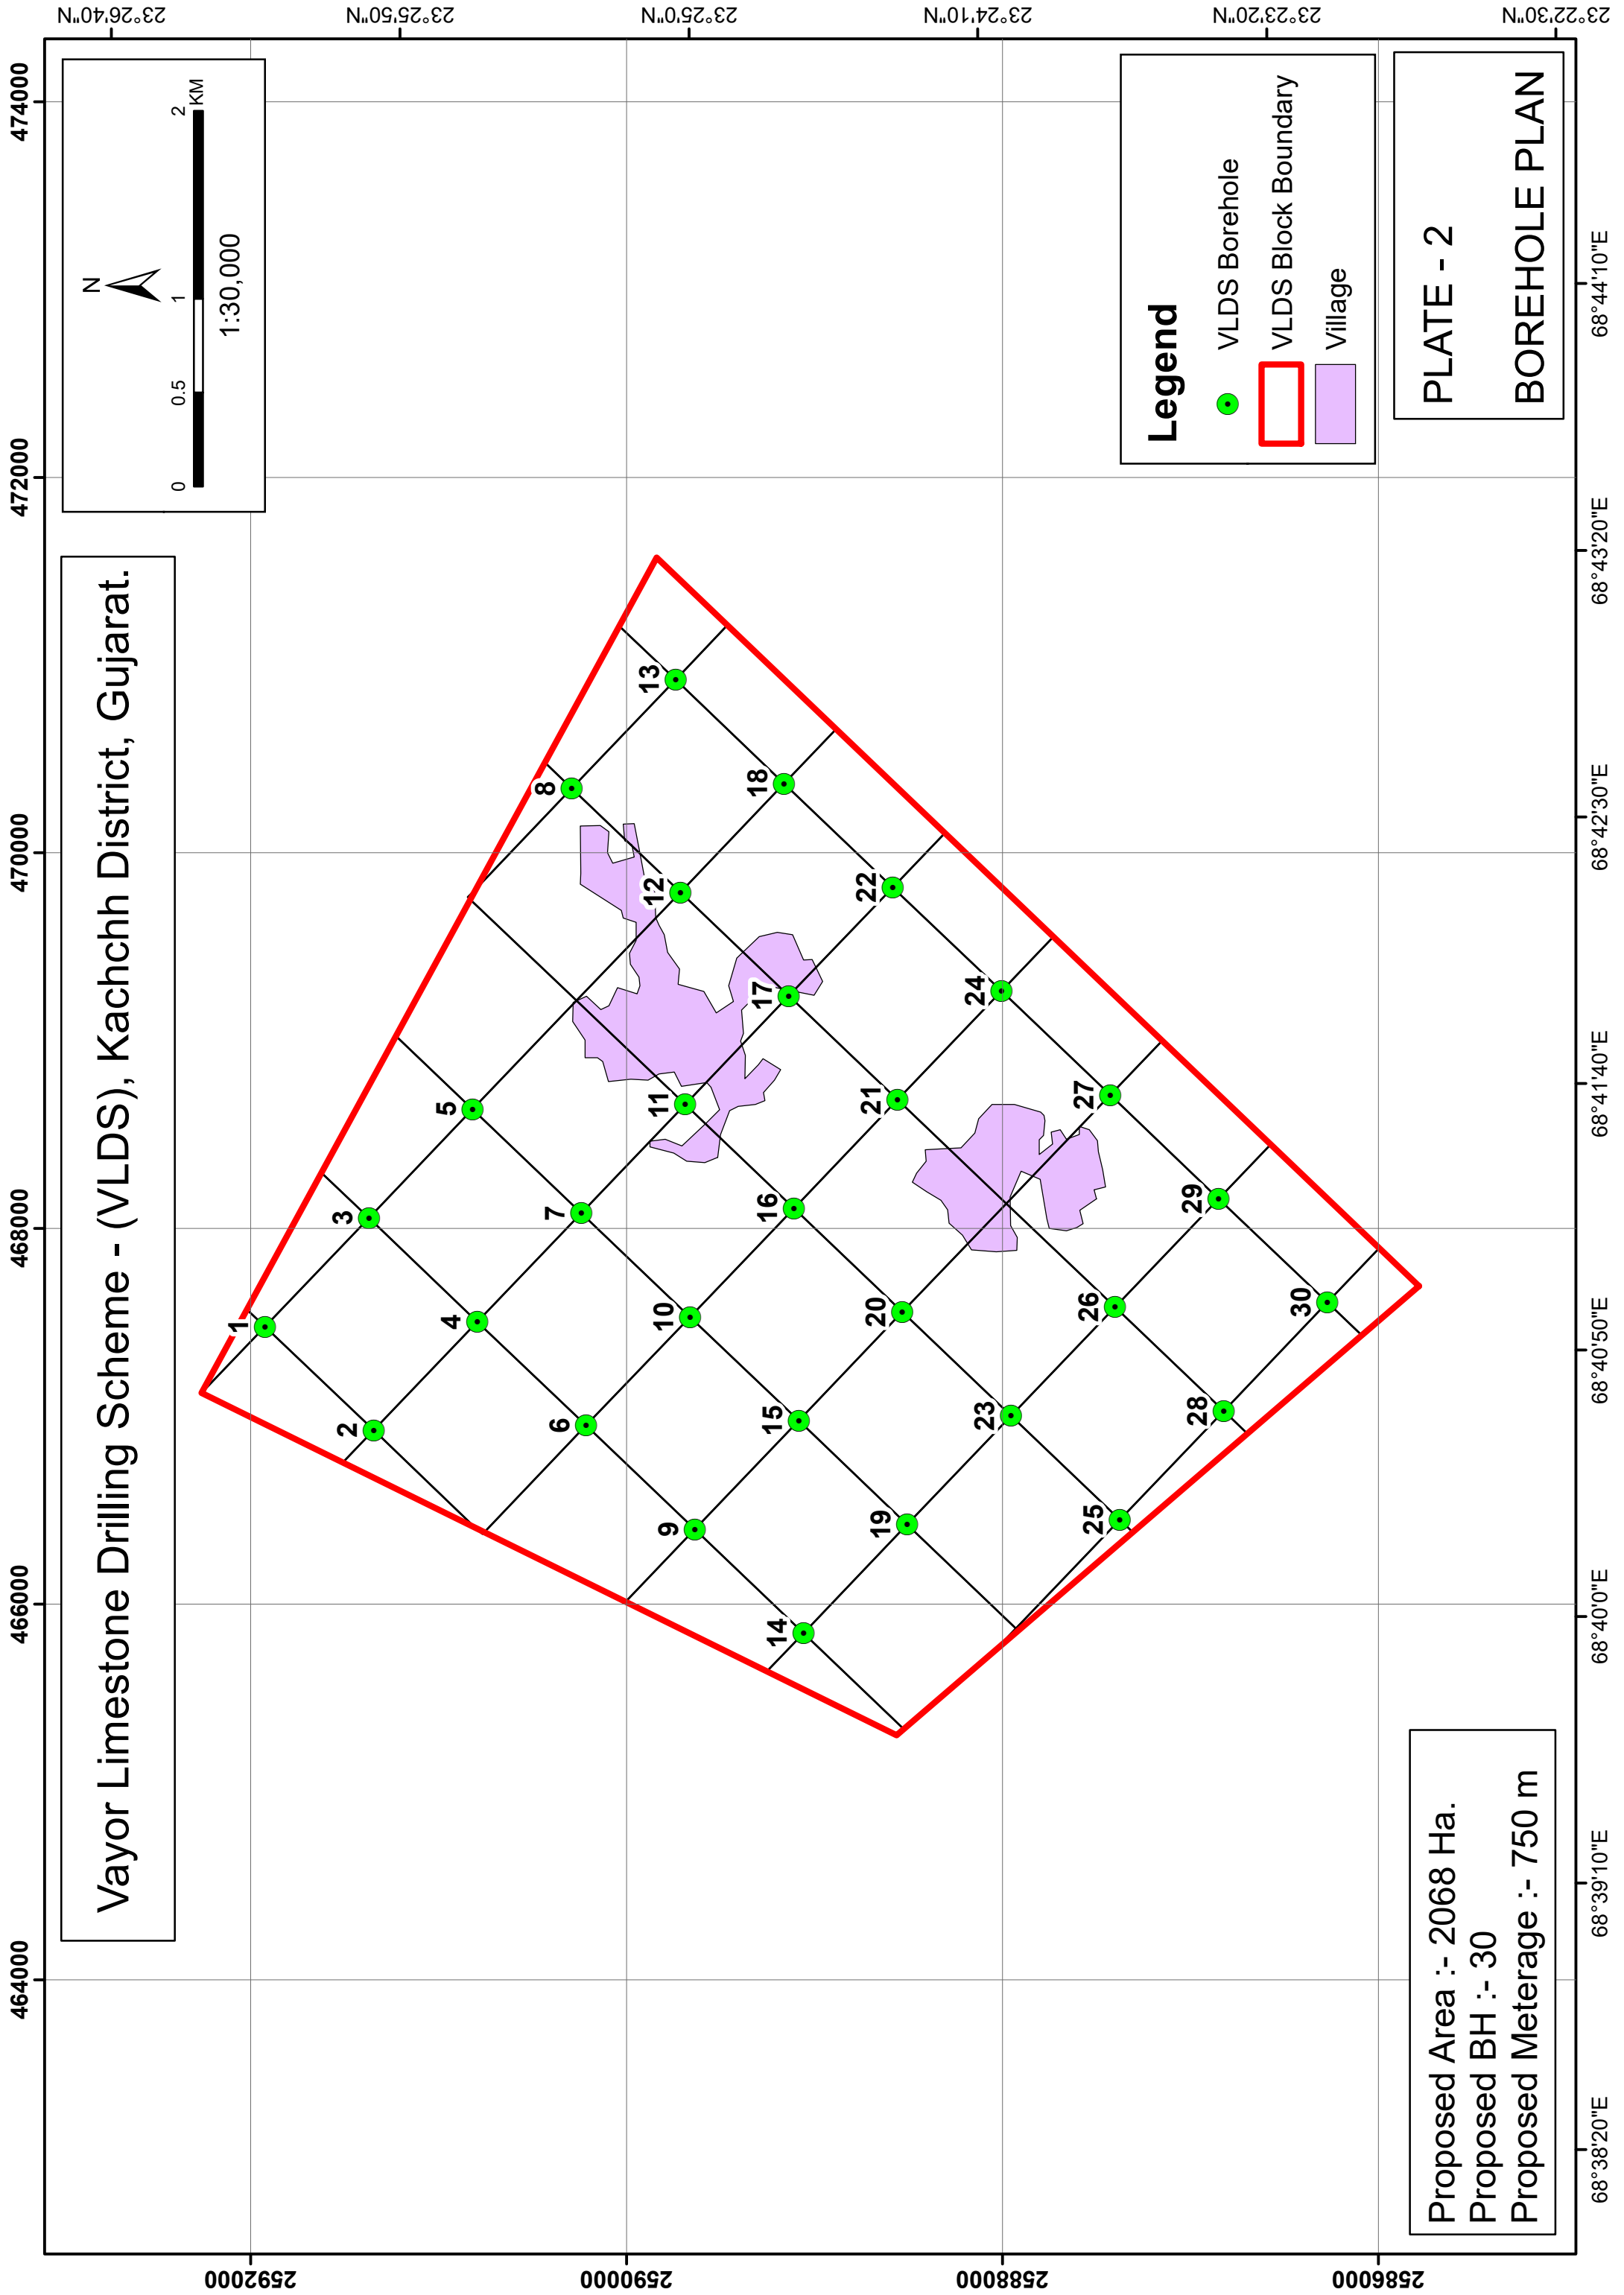 Vayor Limestone Drilling Scheme - (VLDS), Kachchh District, Gujarat.
N
0 0.5 1 2
KM
1:30,000
464000
466000
468000
470000
472000
474000
2592000
2590000
2588000
2586000
23°26'40"N
23°25'50"N
23°25'0"N
23°24'10"N
23°23'20"N
23°22'30"N
1
2
3
4
5
6
7
8
9
10
11
12
13
14
15
16
17
18
19
20
21
22
23
24
25
26
27
28
29
30
Legend
VLDS Borehole
VLDS Block Boundary
Village
Proposed Area :- 2068 Ha.
Proposed BH :- 30
Proposed Meterage :- 750 m
PLATE - 2
BOREHOLE PLAN
68°38'20"E
68°39'10"E
68°40'0"E
68°40'50"E
68°41'40"E
68°42'30"E
68°43'20"E
68°44'10"E